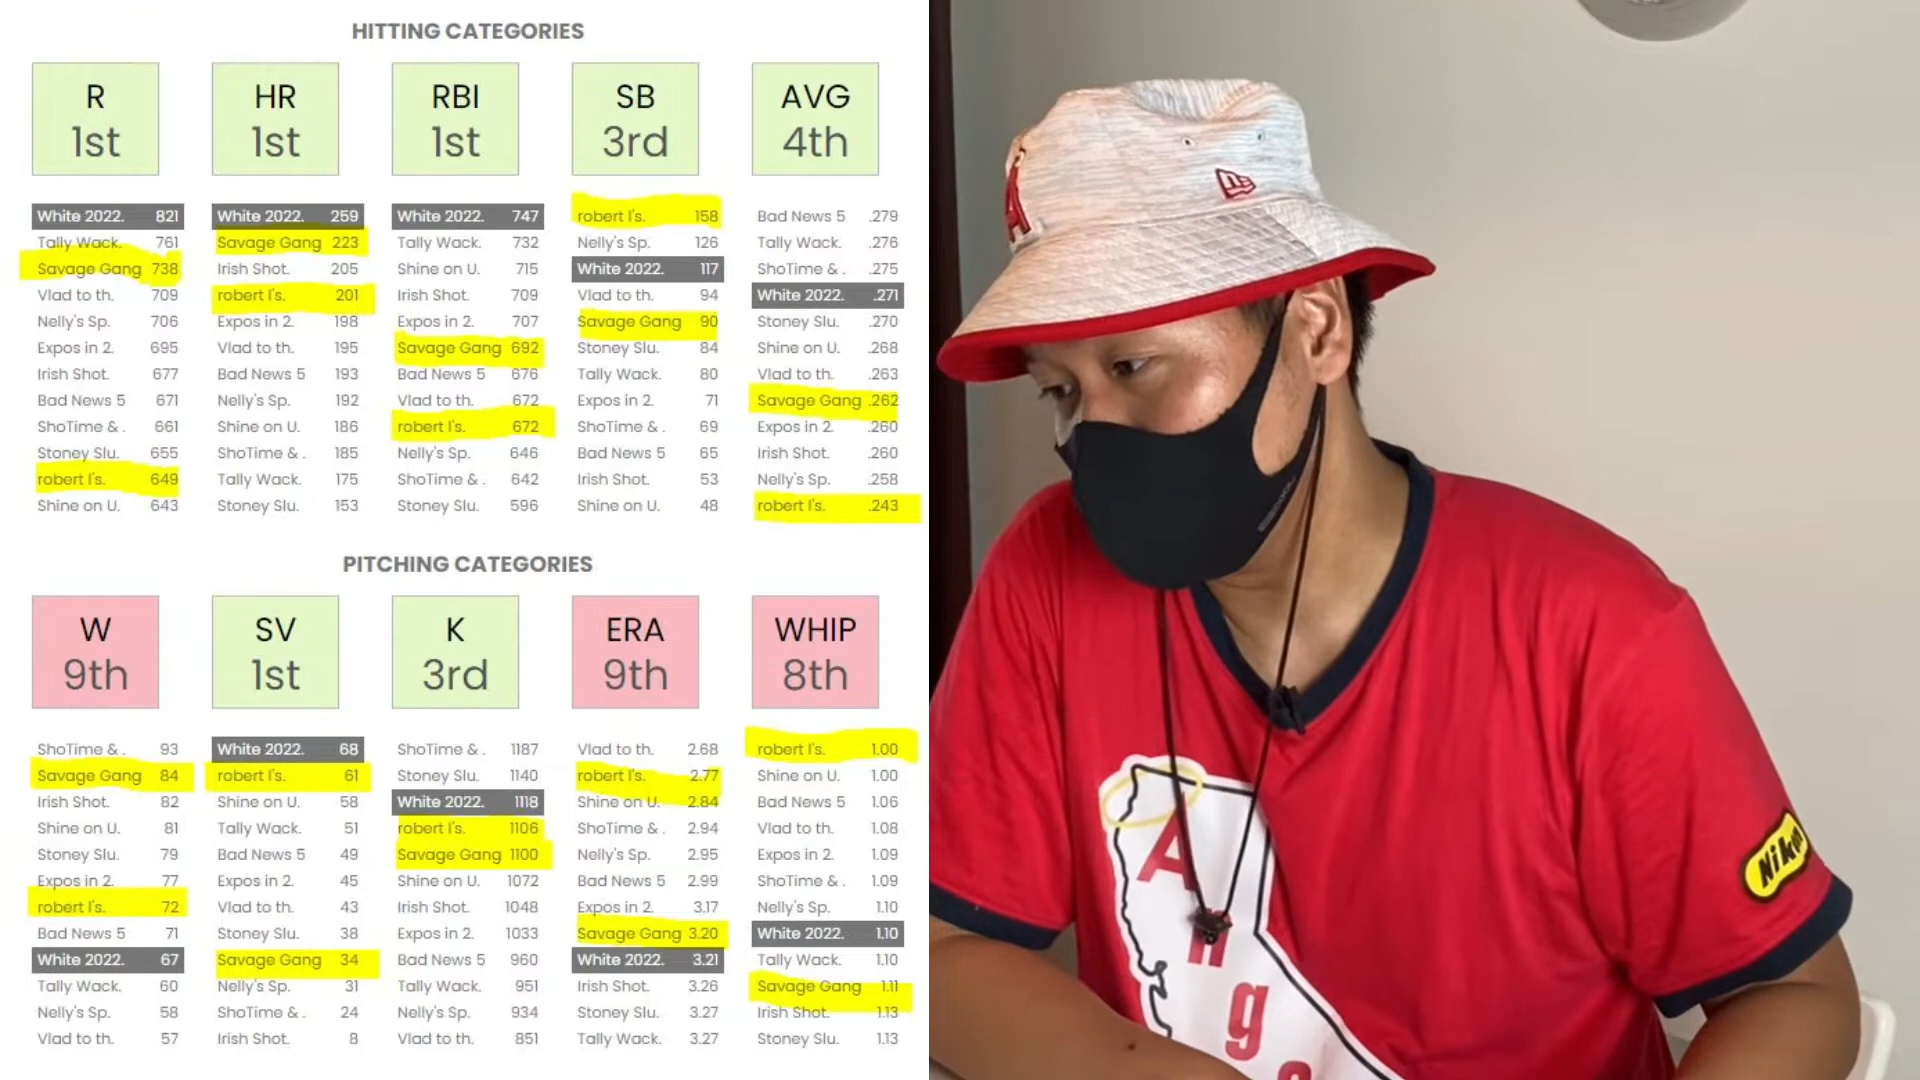 HITTING CATEGORIES
R
1st
White 2022. 821
Tally Wack. 761
Savage Gang 738
Vlad to th. 709
Nelly's Sp. 706
Expos in 2. 695
Irish Shot. 677
Bad News 5 671
ShoTime & . 661
Stoney Slu. 655
robert l's. 649
Shine on U. 643
HR
1st
White 2022. 259
Savage Gang 223
Irish Shot. 205
robert l's. 201
Expos in 2. 198
Vlad to th. 195
Bad News 5 193
Nelly's Sp. 192
Shine on U. 186
ShoTime & . 185
Tally Wack. 175
Stoney Slu. 153
RBI
1st
White 2022. 747
Tally Wack. 732
Shine on U. 715
Irish Shot. 709
Expos in 2. 707
Savage Gang 692
Bad News 5 676
Vlad to th. 672
robert l's. 672
Nelly's Sp. 646
ShoTime & . 642
Stoney Slu. 596
SB
3rd
robert l's. 158
Nelly's Sp. 126
White 2022. 117
Vlad to th. 94
Savage Gang 90
Stoney Slu. 84
Tally Wack. 80
Expos in 2. 71
ShoTime & . 69
Bad News 5 65
Irish Shot. 53
Shine on U. 48
AVG
4th
Bad News 5 .279
Tally Wack. .276
ShoTime & . .275
White 2022. .271
Stoney Slu. .270
Shine on U. .268
Vlad to th. .263
Savage Gang .262
Expos in 2. .260
Irish Shot. .260
Nelly's Sp. .258
robert l's. .243
PITCHING CATEGORIES
W
9th
ShoTime & . 93
Savage Gang 84
Irish Shot. 82
Shine on U. 81
Stoney Slu. 79
Expos in 2. 77
robert l's. 72
Bad News 5 71
White 2022. 67
Tally Wack. 60
Nelly's Sp. 58
Vlad to th. 57
SV
1st
White 2022. 68
robert l's. 61
Shine on U. 58
Tally Wack. 51
Bad News 5 49
Expos in 2. 45
Vlad to th. 43
Stoney Slu. 38
Savage Gang 34
Nelly's Sp. 31
ShoTime & . 24
Irish Shot. 8
K
3rd
ShoTime & . 1187
Stoney Slu. 1140
White 2022. 1118
robert l's. 1106
Savage Gang 1100
Shine on U. 1072
Irish Shot. 1048
Expos in 2. 1033
Bad News 5 960
Tally Wack. 951
Nelly's Sp. 934
Vlad to th. 851
ERA
9th
Vlad to th. 2.68
robert l's. 2.77
Shine on U. 2.84
ShoTime & . 2.94
Nelly's Sp. 2.95
Bad News 5 2.99
Expos in 2. 3.17
Savage Gang 3.20
White 2022. 3.21
Irish Shot. 3.26
Stoney Slu. 3.27
Tally Wack. 3.27
WHIP
8th
robert l's. 1.00
Shine on U. 1.00
Bad News 5 1.06
Vlad to th. 1.08
Expos in 2. 1.09
ShoTime & . 1.09
Nelly's Sp. 1.10
White 2022. 1.10
Tally Wack. 1.10
Savage Gang 1.11
Irish Shot. 1.13
Stoney Slu. 1.13
A
Nikon
A
n
g
e